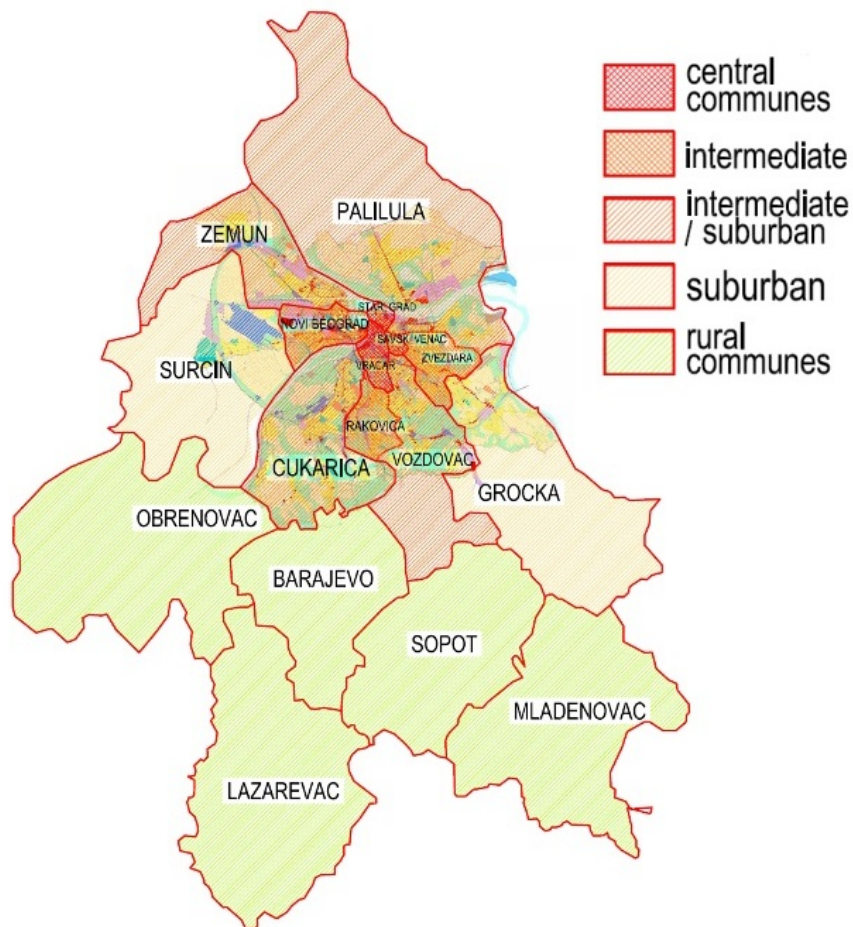 central
communes
intermediate
intermediate
/ suburban
suburban
rural
communes
PALILULA
ZEMUN
STARI GRAD
NOVI BEOGRAD
SAVSKI VENAC
ZVEZDARA
VRACAR
SURCIN
RAKOVICA
VOZDOVAC
CUKARICA
GROCKA
OBRENOVAC
BARAJEVO
SOPOT
MLADENOVAC
LAZAREVAC